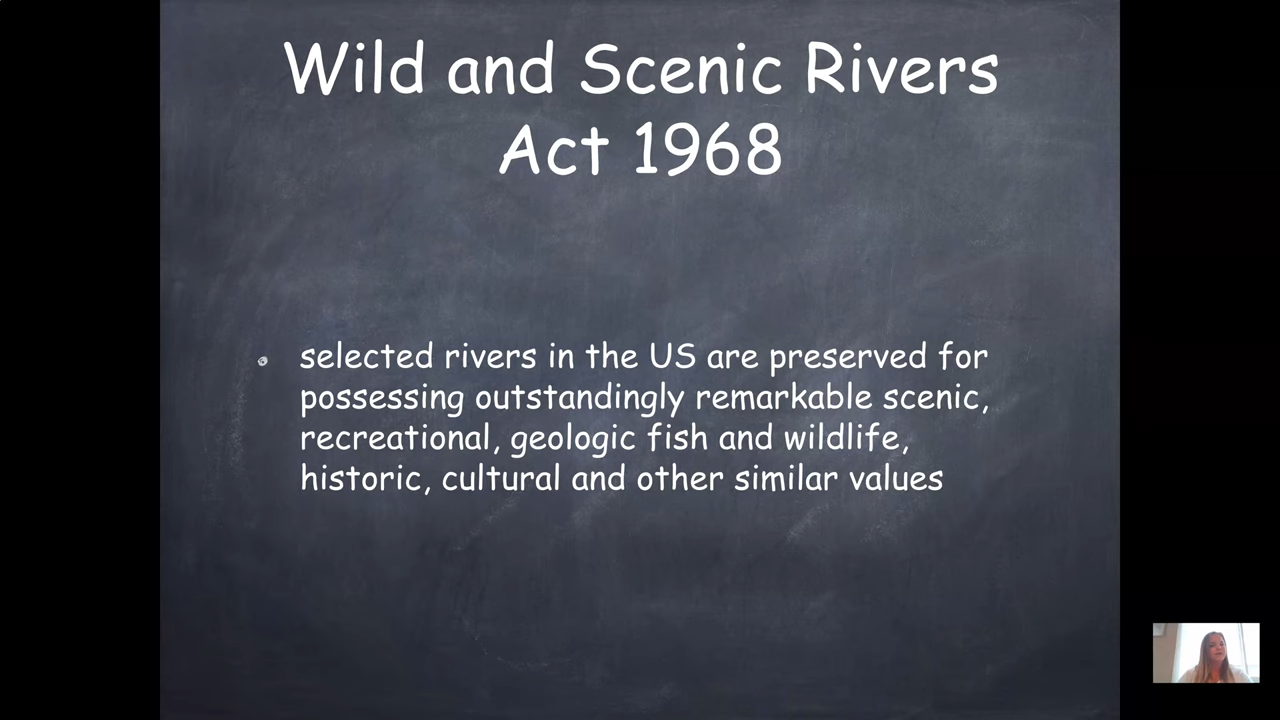 Wild and Scenic Rivers
Act 1968
selected rivers in the US are preserved for
possessing outstandingly remarkable scenic,
recreational, geologic fish and wildlife,
historic, cultural and other similar values